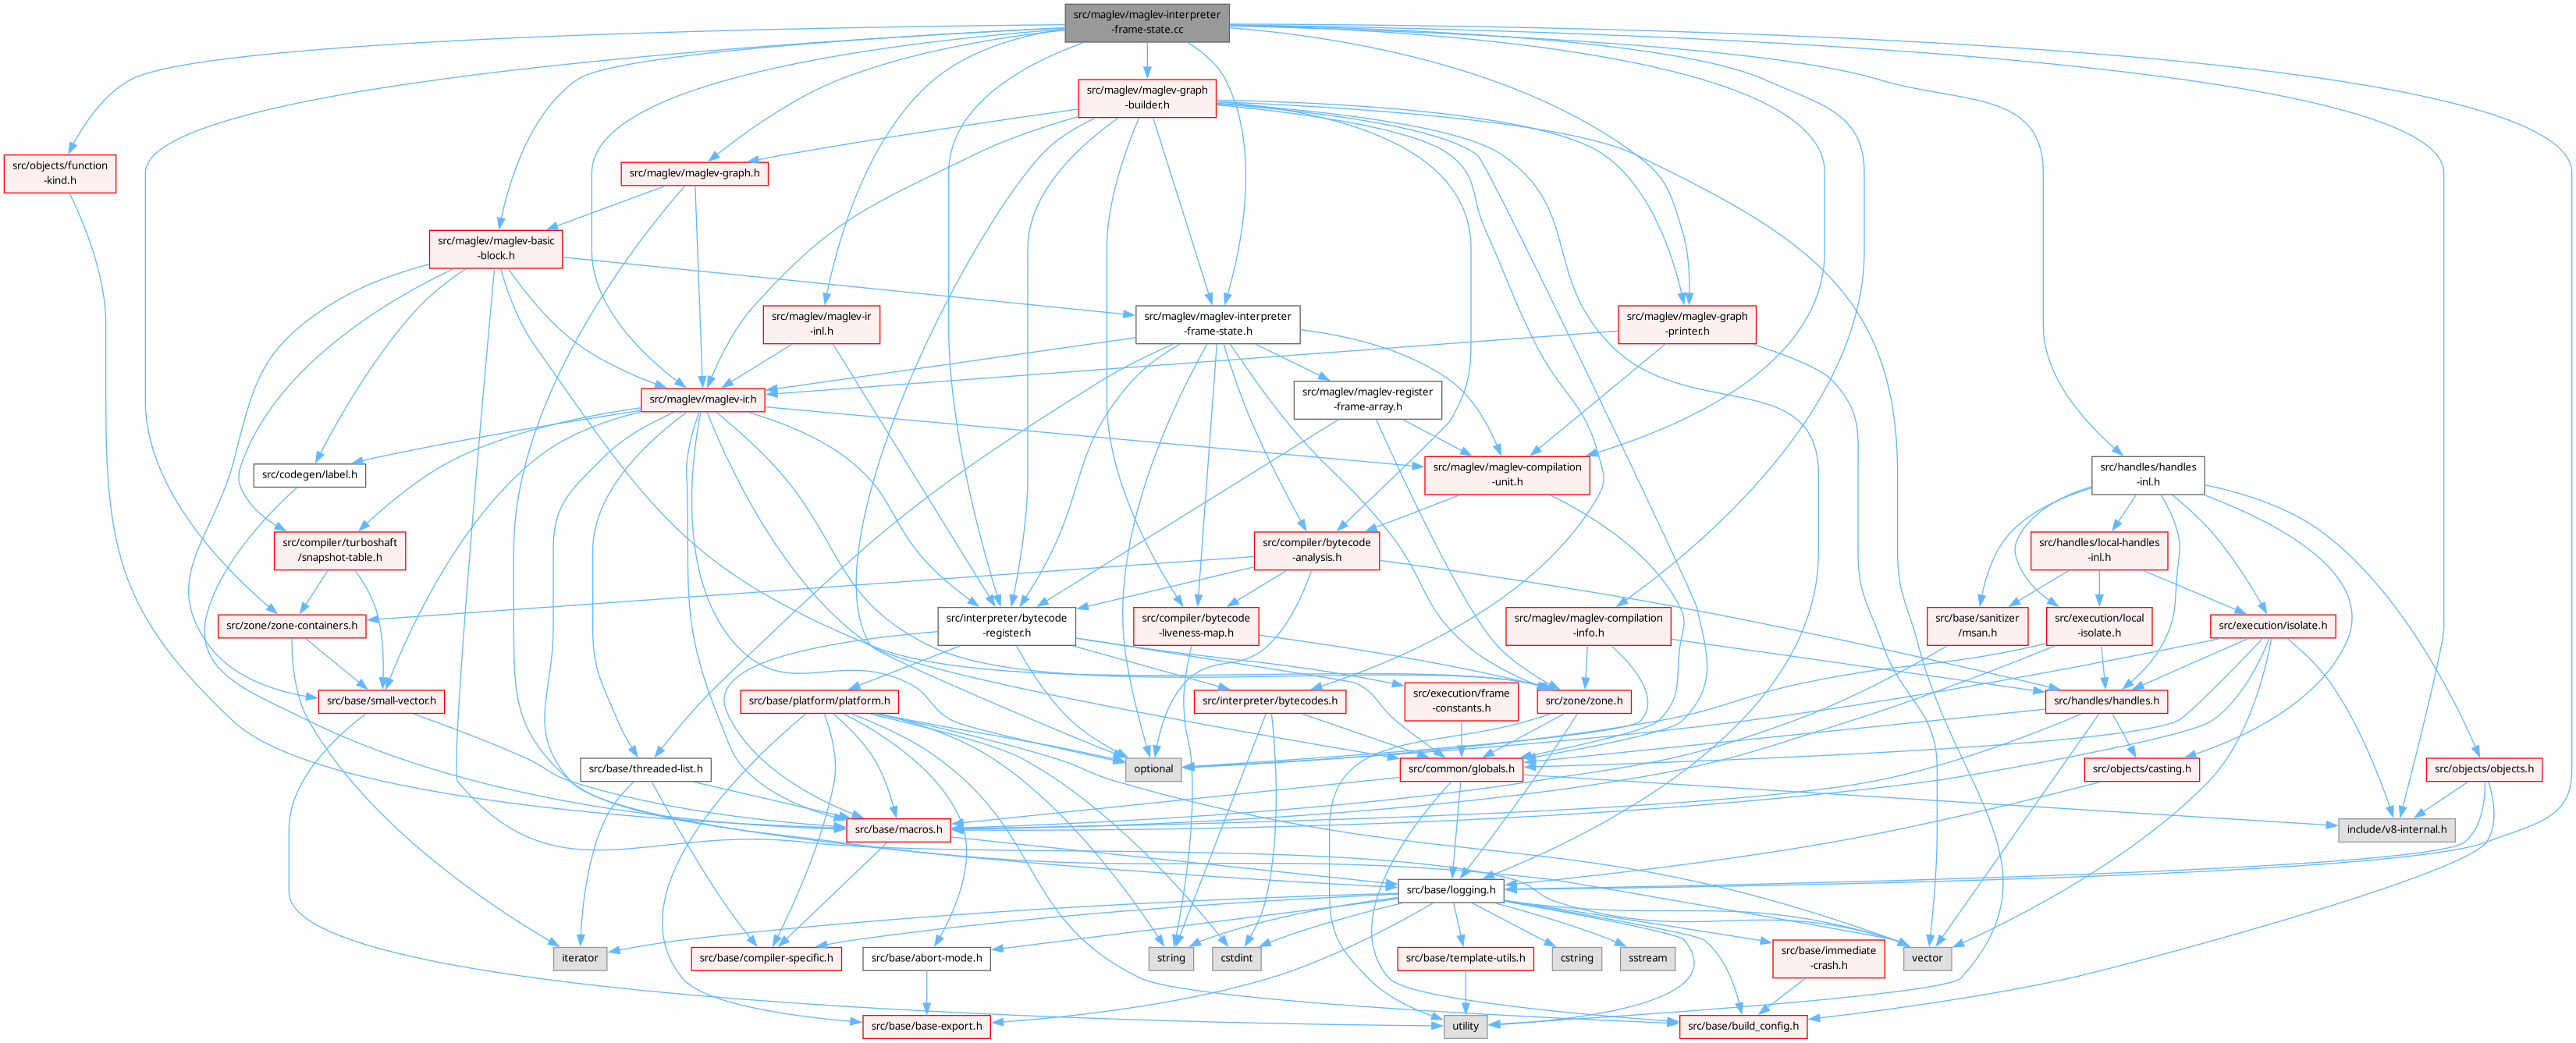 src/maglev/maglev-interpreter
-frame-state.cc
src/maglev/maglev-graph
-builder.h
src/objects/function
-kind.h
src/maglev/maglev-graph.h
src/maglev/maglev-basic
-block.h
src/maglev/maglev-ir
-inl.h
src/maglev/maglev-interpreter
-frame-state.h
src/maglev/maglev-graph
-printer.h
src/maglev/maglev-ir.h
src/maglev/maglev-register
-frame-array.h
src/codegen/label.h
src/maglev/maglev-compilation
-unit.h
src/handles/handles
-inl.h
src/compiler/turboshaft
/snapshot-table.h
src/compiler/bytecode
-analysis.h
src/handles/local-handles
-inl.h
src/zone/zone-containers.h
src/interpreter/bytecode
-register.h
src/compiler/bytecode
-liveness-map.h
src/maglev/maglev-compilation
-info.h
src/base/sanitizer
/msan.h
src/execution/local
-isolate.h
src/execution/isolate.h
src/base/small-vector.h
src/base/platform/platform.h
src/interpreter/bytecodes.h
src/execution/frame
-constants.h
src/zone/zone.h
src/handles/handles.h
src/base/threaded-list.h
optional
src/common/globals.h
src/objects/casting.h
src/objects/objects.h
src/base/macros.h
include/v8-internal.h
src/base/logging.h
iterator
src/base/compiler-specific.h
src/base/abort-mode.h
string
cstdint
src/base/template-utils.h
cstring
sstream
src/base/immediate
-crash.h
vector
src/base/base-export.h
utility
src/base/build_config.h